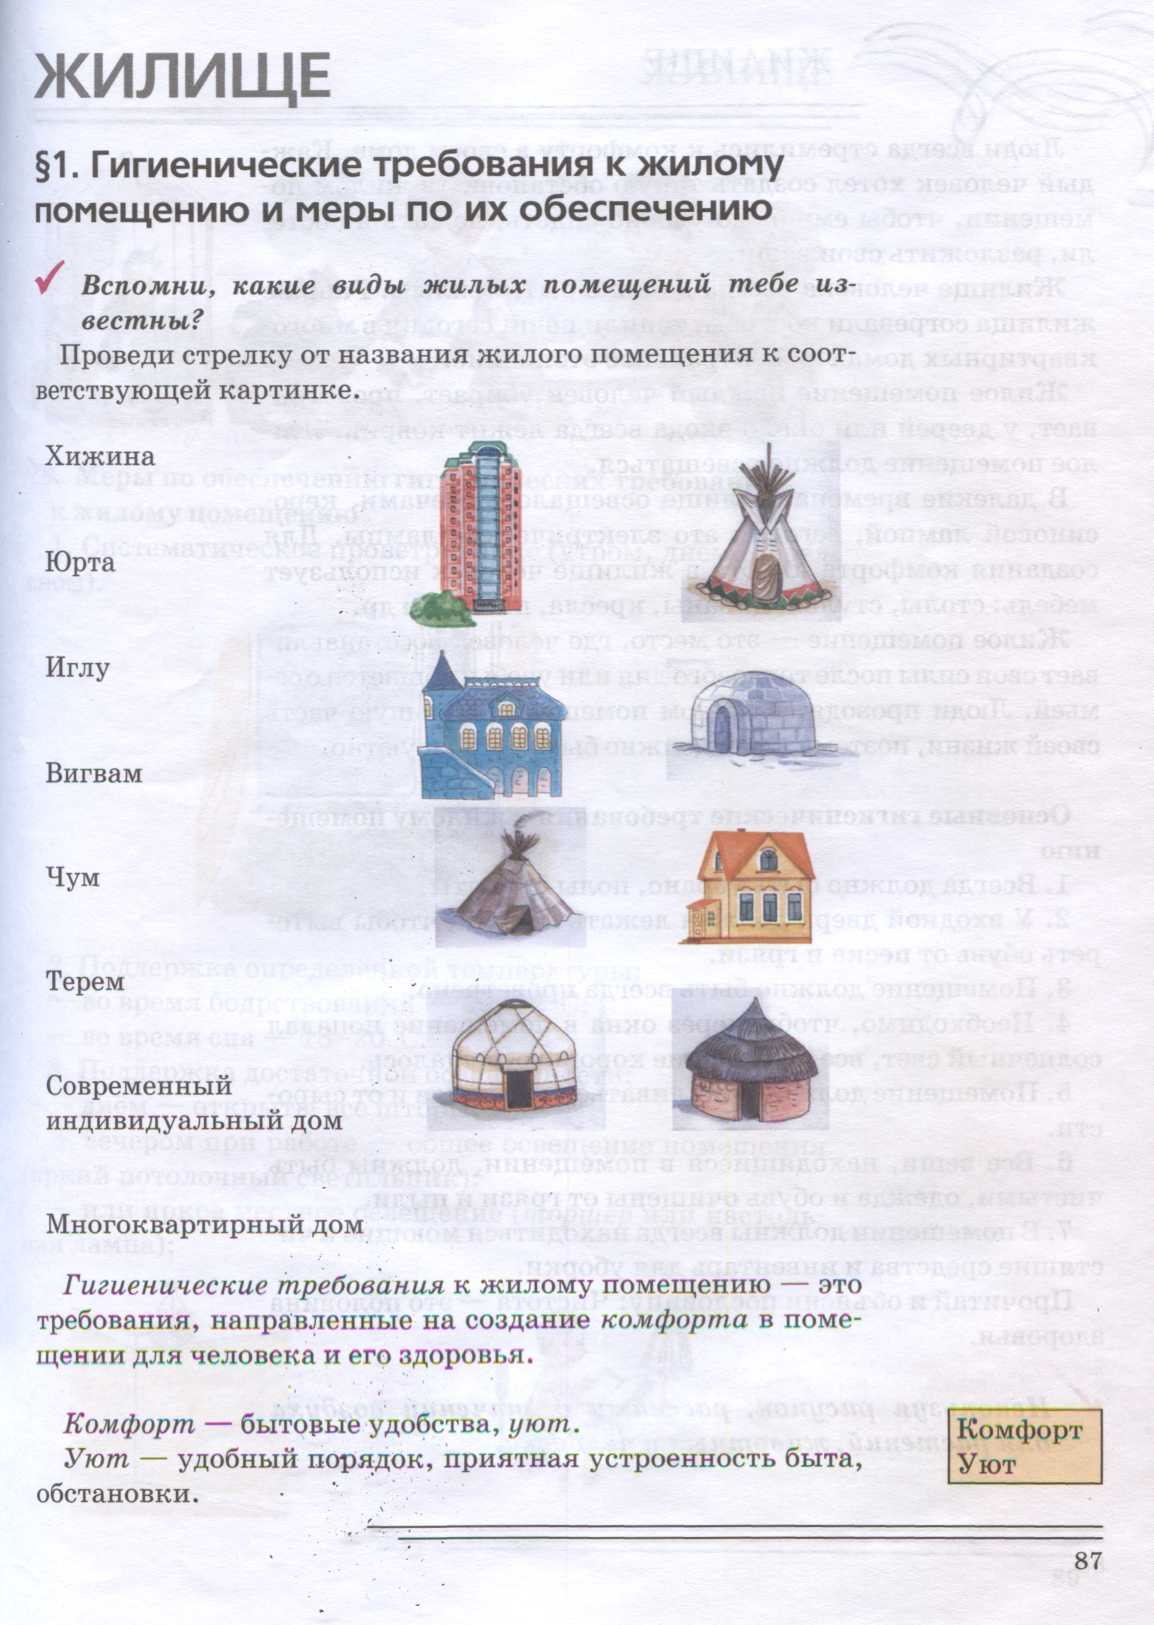 ЖИЛИЩЕ
§1. Гигиенические требования к жилому
помещению и меры по их обеспечению
Вспомни, какие виды жилых помещений тебе из-
вестны?
Проведи стрелку от названия жилого помещения к соот-
ветствующей картинке.
Хижина
Юрта
Иглу
Вигвам
Чум
Терем
Современный
индивидуальный дом
Многоквартирный дом
Гигиенические требования к жилому помещению — это
требования, направленные на создание комфорта в поме-
щении для человека и его здоровья.
Комфорт — бытовые удобства, уют.
Уют — удобный порядок, приятная устроенность быта,
обстановки.
Комфорт
Уют
87